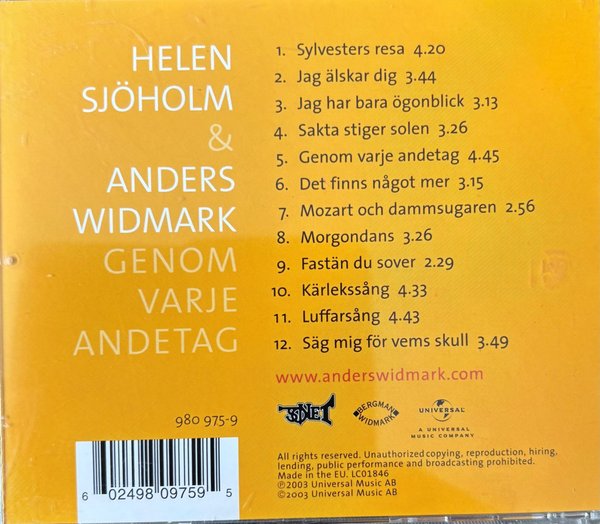 HELEN
SJÖHOLM
&
ANDERS
WIDMARK
GENOM
VARJE
ANDETAG
1. Sylvesters resa 4.20
2. Jag älskar dig 3.44
3. Jag har bara ögonblick 3.13
4. Sakta stiger solen 3.26
5. Genom varje andetag 4.45
6. Det finns något mer 3.15
7. Mozart och dammsugaren 2.56
8. Morgondans 3.26
9. Fastän du sover 2.29
10. Kärlekssång 4.33
11. Luffarsång 4.43
12. Säg mig för vems skull 3.49
www.anderswidmark.com
BERGMAN
WIDMARK
UNIVERSAL
A UNIVERSAL
MUSIC COMPANY
980 975-9
6 02498 09759 5
All rights reserved. Unauthorized copying, reproduction, hiring,
lending, public performance and broadcasting prohibited.
Made in the EU. LC01846
℗2003 Universal Music AB
©2003 Universal Music AB